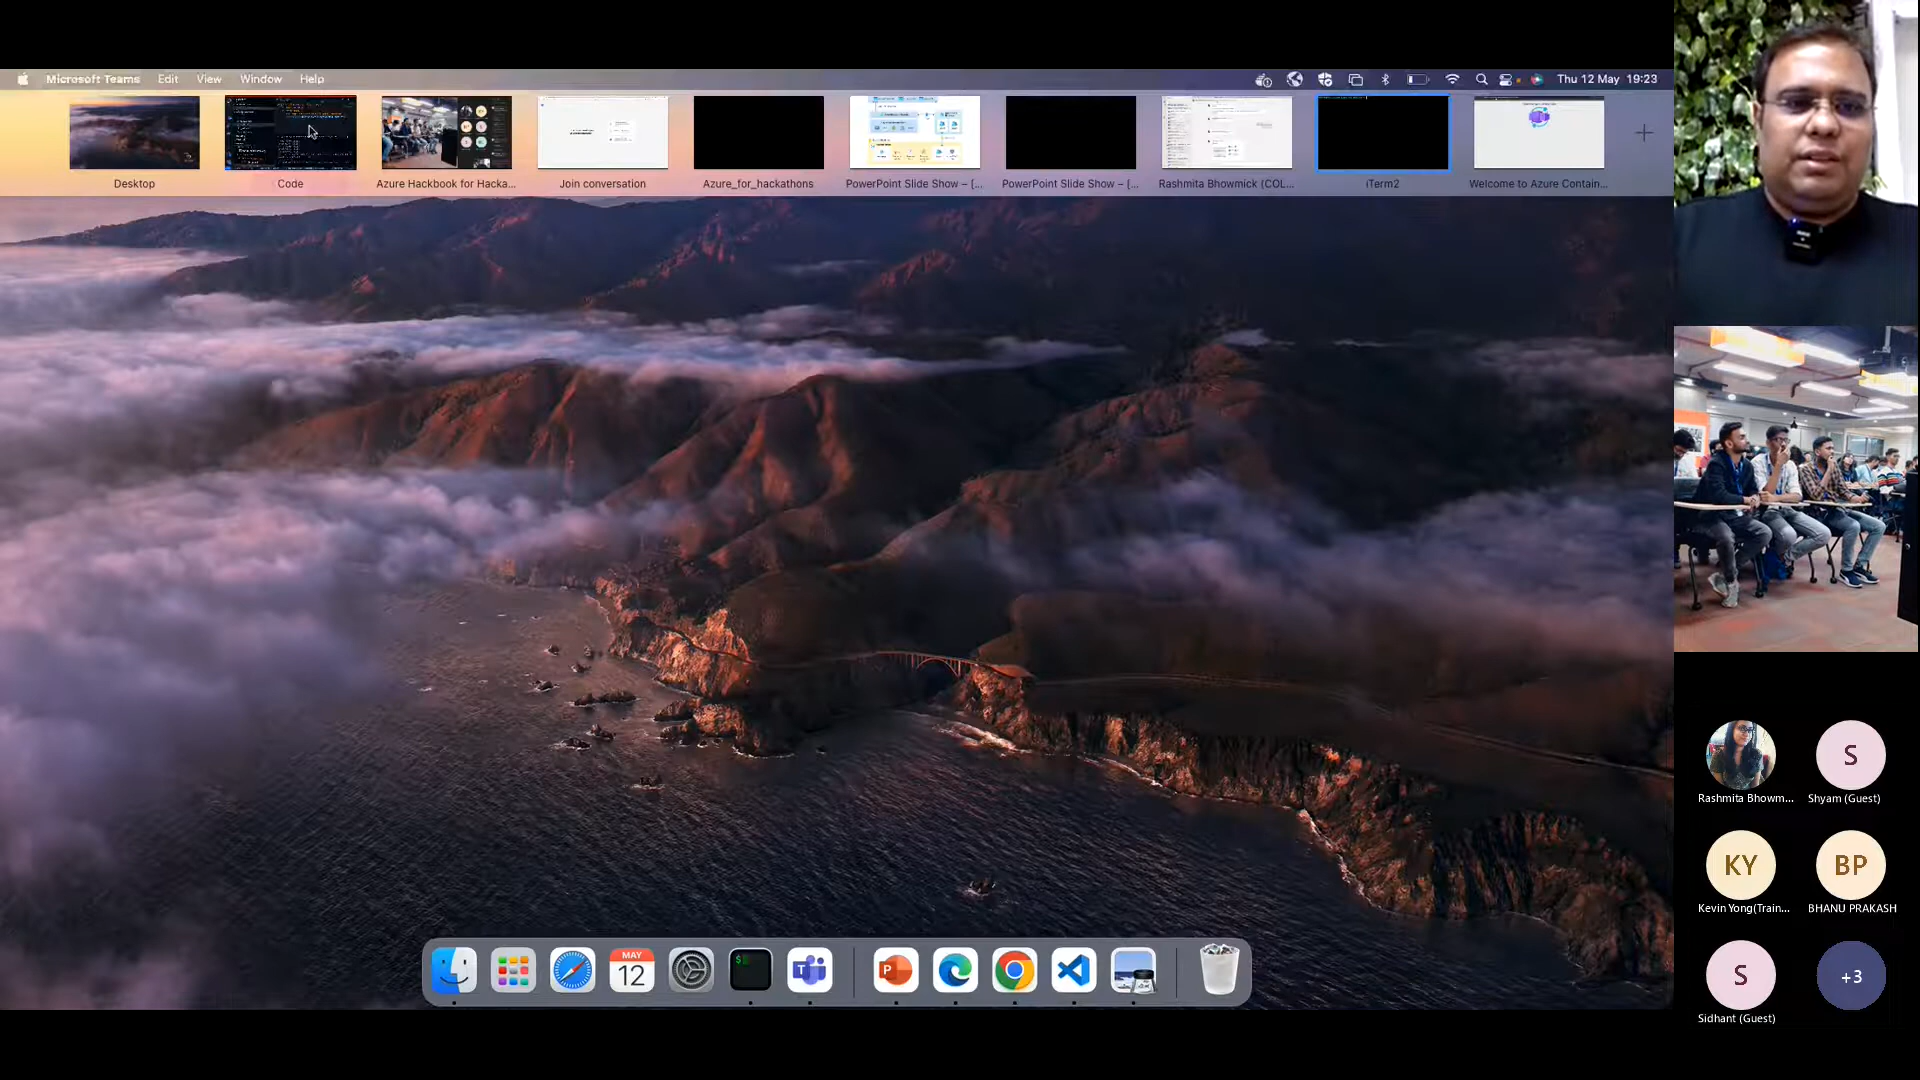 Microsoft Teams Edit View Window Help
Thu 12 May 19:23
Desktop
Code
Azure Hackbook for Hacka...
Join conversation
Azure_for_hackathons
PowerPoint Slide Show – [...
PowerPoint Slide Show – [...
Rashmita Bhowmick (COL...
iTerm2
Welcome to Azure Contain...
MAY
12
Rashmita Bhowm...
S
Shyam (Guest)
KY
Kevin Yong(Train...
BP
BHANU PRAKASH
S
Sidhant (Guest)
+3